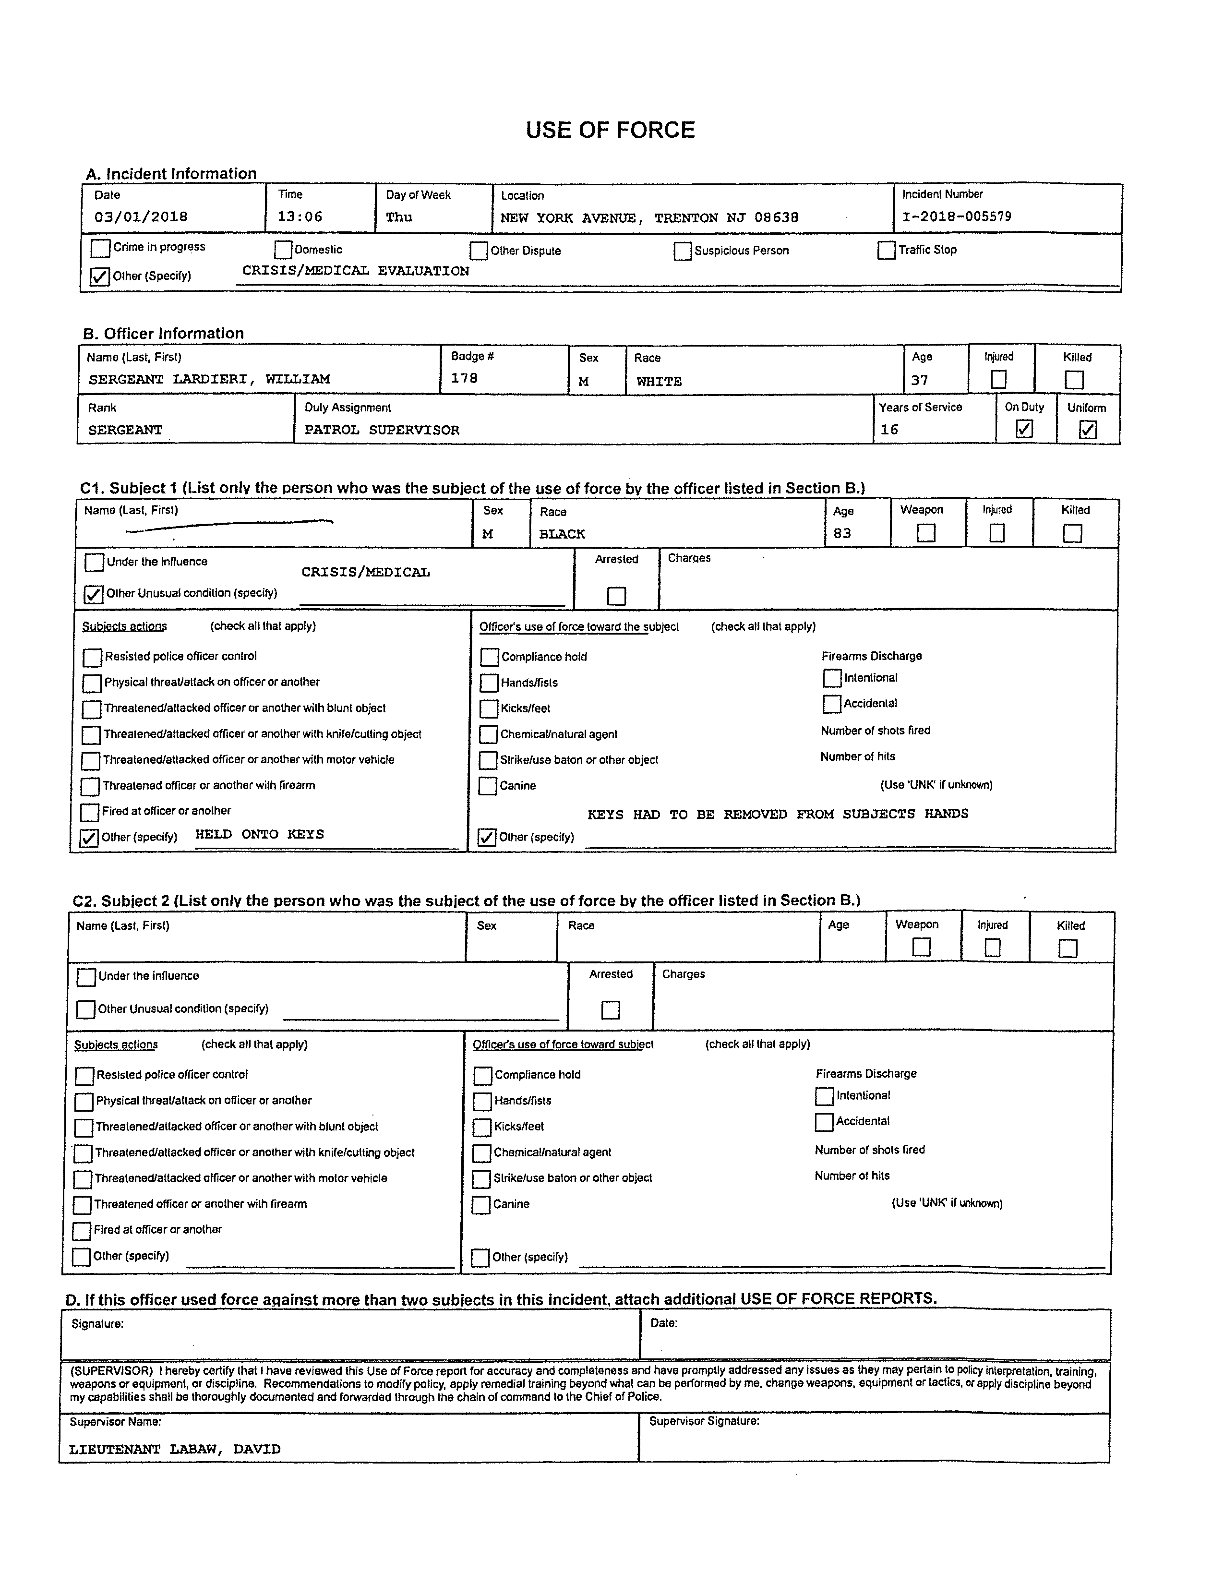 USE OF FORCE
A. Incident Information
Date Time Day of Week Location Incident Number
03/01/2018 13:06 Thu NEW YORK AVENUE, TRENTON NJ 08638 I-2018-005579
Crime in progress Domestic Other Dispute Suspicious Person Traffic Stop
Other (Specify) CRISIS/MEDICAL EVALUATION
B. Officer Information
Name (Last, First) Badge # Sex Race Age Injured Killed
SERGEANT LARDIERI, WILLIAM 178 M WHITE 37
Rank Duty Assignment Years of Service On Duty Uniform
SERGEANT PATROL SUPERVISOR 16
C1. Subject 1 (List only the person who was the subject of the use of force by the officer listed in Section B.)
Name (Last, First) Sex Race Age Weapon Injured Killed
M BLACK 83
Under the Influence Arrested Charges
CRISIS/MEDICAL
Other Unusual condition (specify)
Subjects actions (check all that apply) Officer's use of force toward the subject (check all that apply)
Resisted police officer control Compliance hold Firearms Discharge
Physical threat/attack on officer or another Hands/fists Intentional
Threatened/attacked officer or another with blunt object Kicks/feet Accidental
Threatened/attacked officer or another with knife/cutting object Chemical/natural agent Number of shots fired
Threatened/attacked officer or another with motor vehicle Strike/use baton or other object Number of hits
Threatened officer or another with firearm Canine (Use 'UNK' if unknown)
Fired at officer or another KEYS HAD TO BE REMOVED FROM SUBJECTS HANDS
Other (specify) HELD ONTO KEYS Other (specify)
C2. Subject 2 (List only the person who was the subject of the use of force by the officer listed in Section B.)
Name (Last, First) Sex Race Age Weapon Injured Killed
Under the influence Arrested Charges
Other Unusual condition (specify)
Subjects actions (check all that apply) Officer's use of force toward subject (check all that apply)
Resisted police officer control Compliance hold Firearms Discharge
Physical threat/attack on officer or another Hands/fists Intentional
Threatened/attacked officer or another with blunt object Kicks/feet Accidental
Threatened/attacked officer or another with knife/cutting object Chemical/natural agent Number of shots fired
Threatened/attacked officer or another with motor vehicle Strike/use baton or other object Number of hits
Threatened officer or another with firearm Canine (Use 'UNK' if unknown)
Fired at officer or another
Other (specify) Other (specify)
D. If this officer used force against more than two subjects in this incident, attach additional USE OF FORCE REPORTS.
Signature: Date:
(SUPERVISOR) I hereby certify that I have reviewed this Use of Force report for accuracy and completeness and have promptly addressed any issues as they may pertain to policy interpretation, training,
weapons or equipment, or discipline. Recommendations to modify policy, apply remedial training beyond what can be performed by me, change weapons, equipment or tactics, or apply discipline beyond
my capabilities shall be thoroughly documented and forwarded through the chain of command to the Chief of Police.
Supervisor Name: Supervisor Signature:
LIEUTENANT LABAW, DAVID